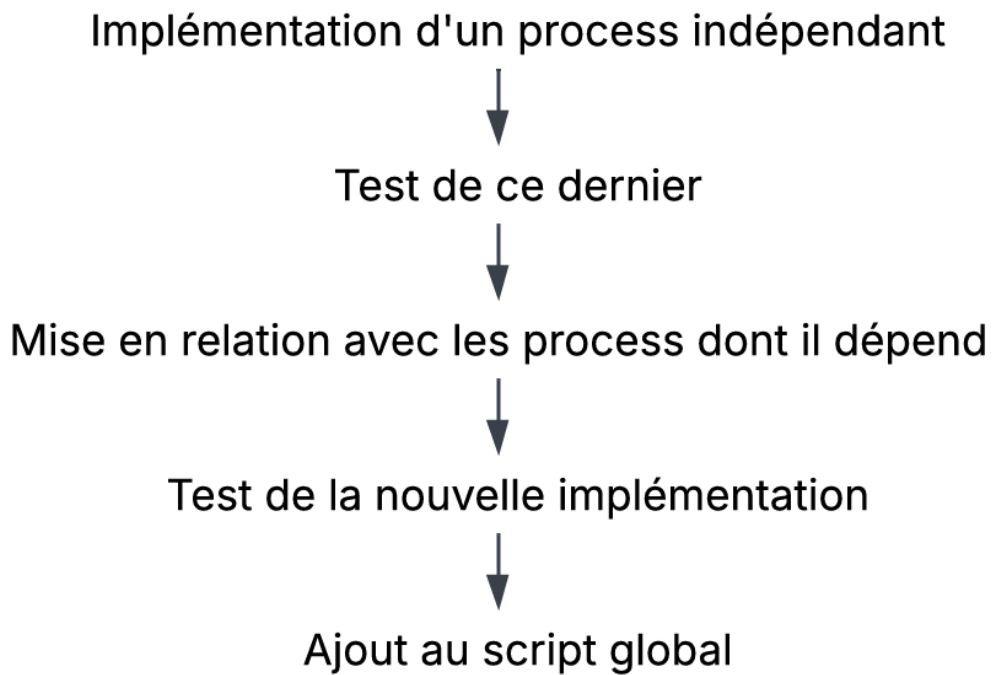 Implémentation d'un process indépendant
Test de ce dernier
Mise en relation avec les process dont il dépend
Test de la nouvelle implémentation
Ajout au script global